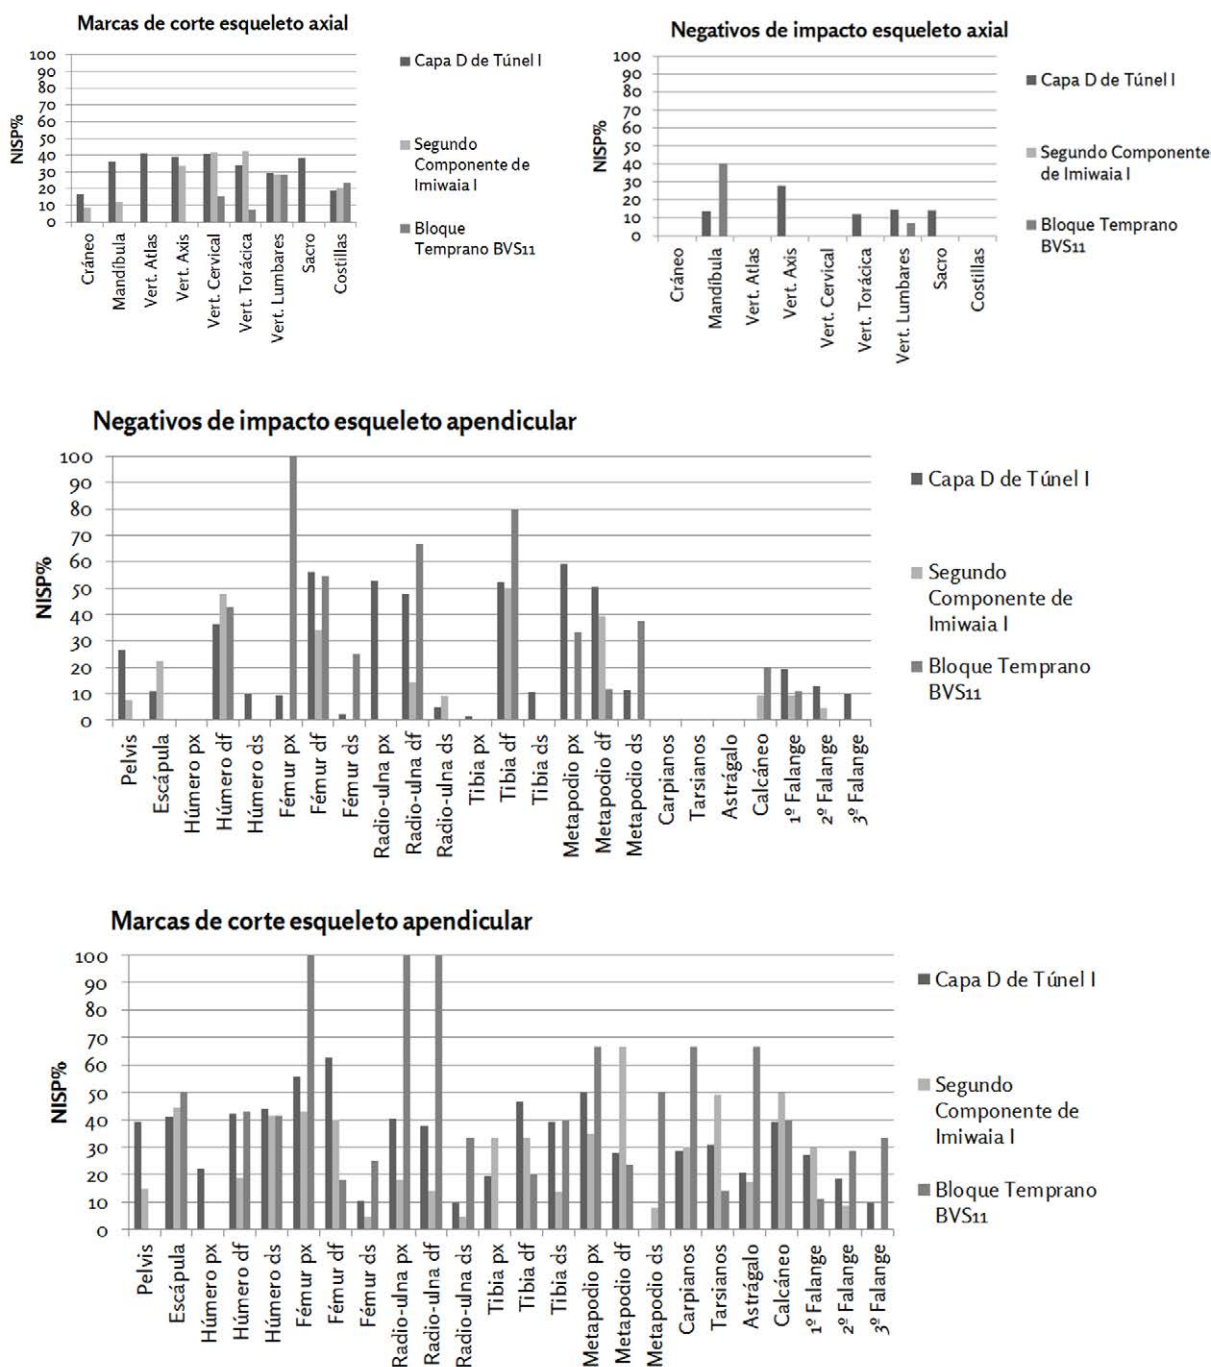 Marcas de corte esqueleto axial
NISP%
100
90
80
70
60
50
40
30
20
10
0
Cráneo
Mandíbula
Vert. Atlas
Vert. Axis
Vert. Cervical
Vert. Torácica
Vert. Lumbares
Sacro
Costillas
Capa D de Túnel I
Segundo
Componente de
Imiwaia I
Bloque
Temprano BVS11
Negativos de impacto esqueleto axial
NISP%
100
90
80
70
60
50
40
30
20
10
0
Cráneo
Mandíbula
Vert. Atlas
Vert. Axis
Vert. Cervical
Vert. Torácica
Vert. Lumbares
Sacro
Costillas
Capa D de Túnel I
Segundo Componente
de Imiwaia I
Bloque Temprano
BVS11
Negativos de impacto esqueleto apendicular
NISP%
100
90
80
70
60
50
40
30
20
10
0
Pelvis
Escápula
Húmero px
Húmero df
Húmero ds
Fémur px
Fémur df
Fémur ds
Radio-ulna px
Radio-ulna df
Radio-ulna ds
Tibia px
Tibia df
Tibia ds
Metapodio px
Metapodio df
Metapodio ds
Carpianos
Tarsianos
Astrágalo
Calcáneo
1º Falange
2º Falange
3º Falange
Capa D de Túnel I
Segundo
Componente de
Imiwaia I
Bloque Temprano
BVS11
Marcas de corte esqueleto apendicular
NISP%
100
90
80
70
60
50
40
30
20
10
0
Pelvis
Escápula
Húmero px
Húmero df
Húmero ds
Fémur px
Fémur df
Fémur ds
Radio-ulna px
Radio-ulna df
Radio-ulna ds
Tibia px
Tibia df
Tibia ds
Metapodio px
Metapodio df
Metapodio ds
Carpianos
Tarsianos
Astrágalo
Calcáneo
1º Falange
2º Falange
3º Falange
Capa D de Túnel I
Segundo
Componente de
Imiwaia I
Bloque Temprano
BVS11